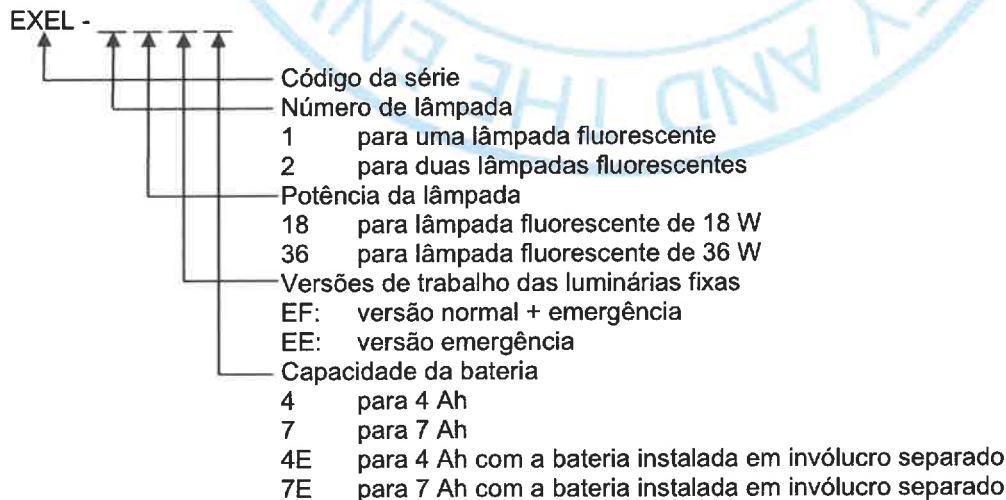 EXEL - _ _ _ _
Código da série
Número de lâmpada
1 para uma lâmpada fluorescente
2 para duas lâmpadas fluorescentes
Potência da lâmpada
18 para lâmpada fluorescente de 18 W
36 para lâmpada fluorescente de 36 W
Versões de trabalho das luminárias fixas
EF: versão normal + emergência
EE: versão emergência
Capacidade da bateria
4 para 4 Ah
7 para 7 Ah
4E para 4 Ah com a bateria instalada em invólucro separado
7E para 7 Ah com a bateria instalada em invólucro separado
AND THE